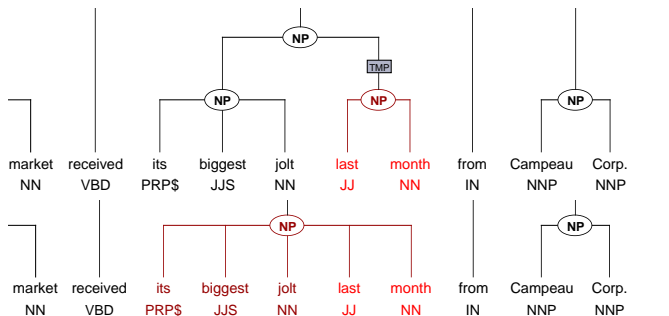 NP
TMP
NP NP NP
market received its biggest jolt last month from Campeau Corp.
NN VBD PRP$ JJS NN JJ NN IN NNP NNP
NP NP
market received its biggest jolt last month from Campeau Corp.
NN VBD PRP$ JJS NN JJ NN IN NNP NNP